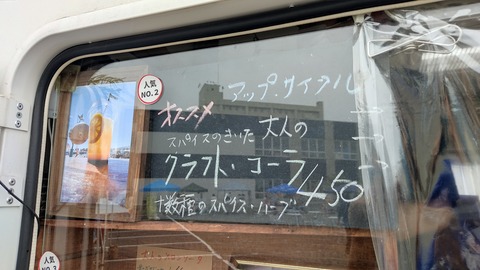 人気
NO.2
アップ・サイクル
オススメ
スパイスのきいた 大人の
クラフト・コーラ 450
十数種のスパイス・ハーブ
人気
NO.3